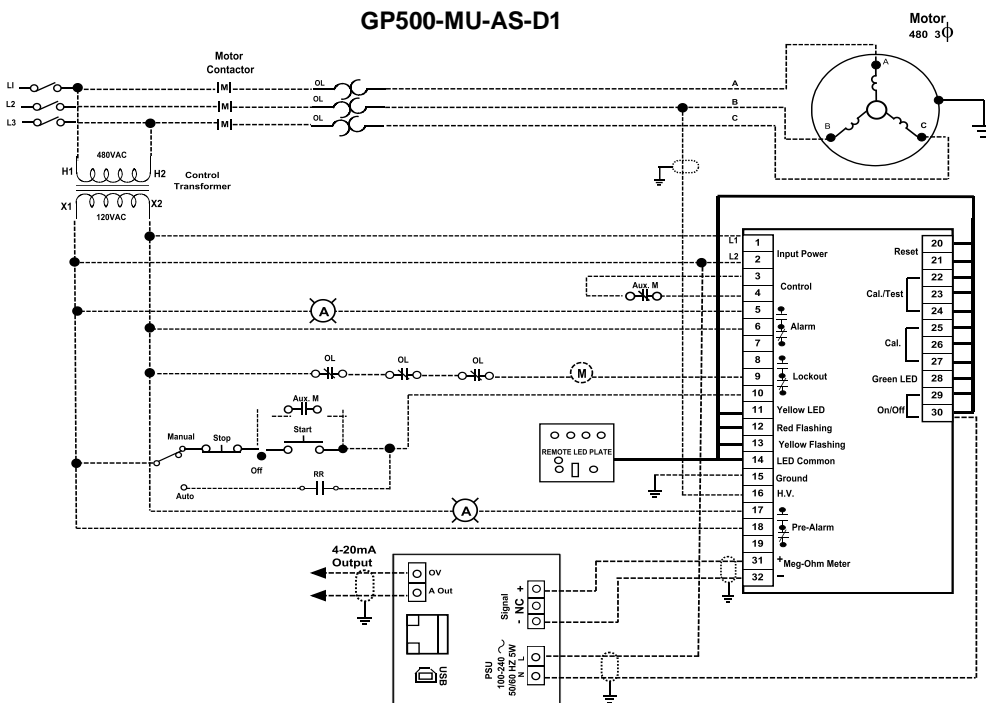 GP500-MU-AS-D1
Motor
480 3ϕ
Motor
Contactor
LI
M
OL
A
L2
M
OL
B
L3
M
OL
C
A
B
C
480VAC
H1
H2
Control
Transformer
X1
X2
120VAC
L1
L2
1
2
Input Power
3
4
Control
5
6
7
Alarm
8
9
10
Lockout
11 Yellow LED
12 Red Flashing
13 Yellow Flashing
14 LED Common
15 Ground
16 H.V.
17
18
19
Pre-Alarm
31 +
32 −
Meg-Ohm Meter
Reset
20
21
Cal./Test
22
23
24
Cal.
25
26
27
Green LED 28
On/Off
29
30
Aux. M
A
OL
OL
OL
M
Aux. M
Manual
Stop
Start
Off
RR
Auto
REMOTE LED PLATE
A
4-20mA
Output
OV
A Out
Signal
- NC +
USB
PSU
100-240 ~
50/60 HZ 5W
N L